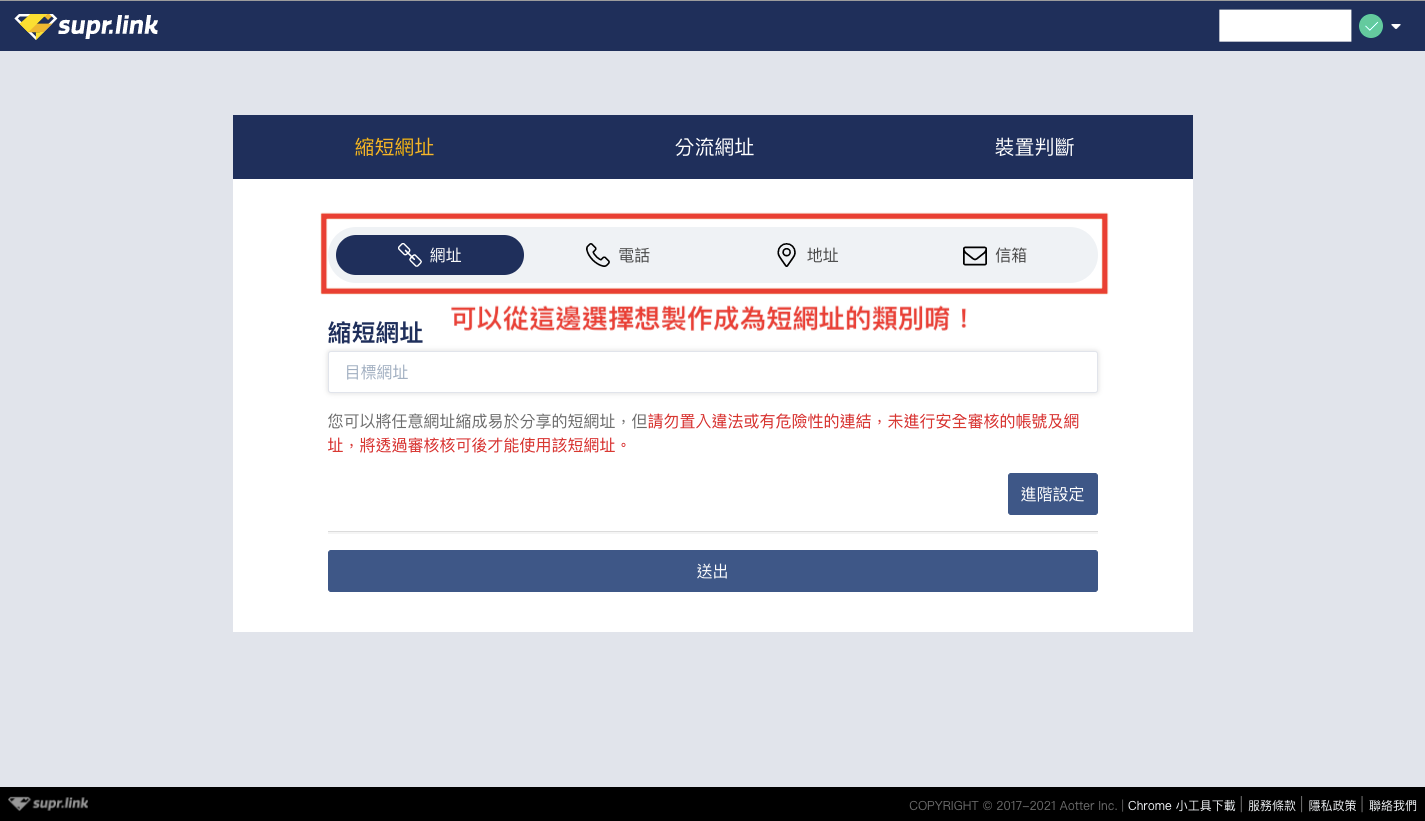 supr.link
縮短網址
分流網址
裝置判斷
網址
電話
地址
信箱
可以從這邊選擇想製作成為短網址的類別唷！
縮短網址
目標網址
您可以將任意網址縮成易於分享的短網址，但請勿置入違法或有危險性的連結，未進行安全審核的帳號及網
址，將透過審核核可後才能使用該短網址。
進階設定
送出
supr.link
COPYRIGHT © 2017-2021 Aotter Inc. | Chrome 小工具下載 | 服務條款 | 隱私政策 | 聯絡我們